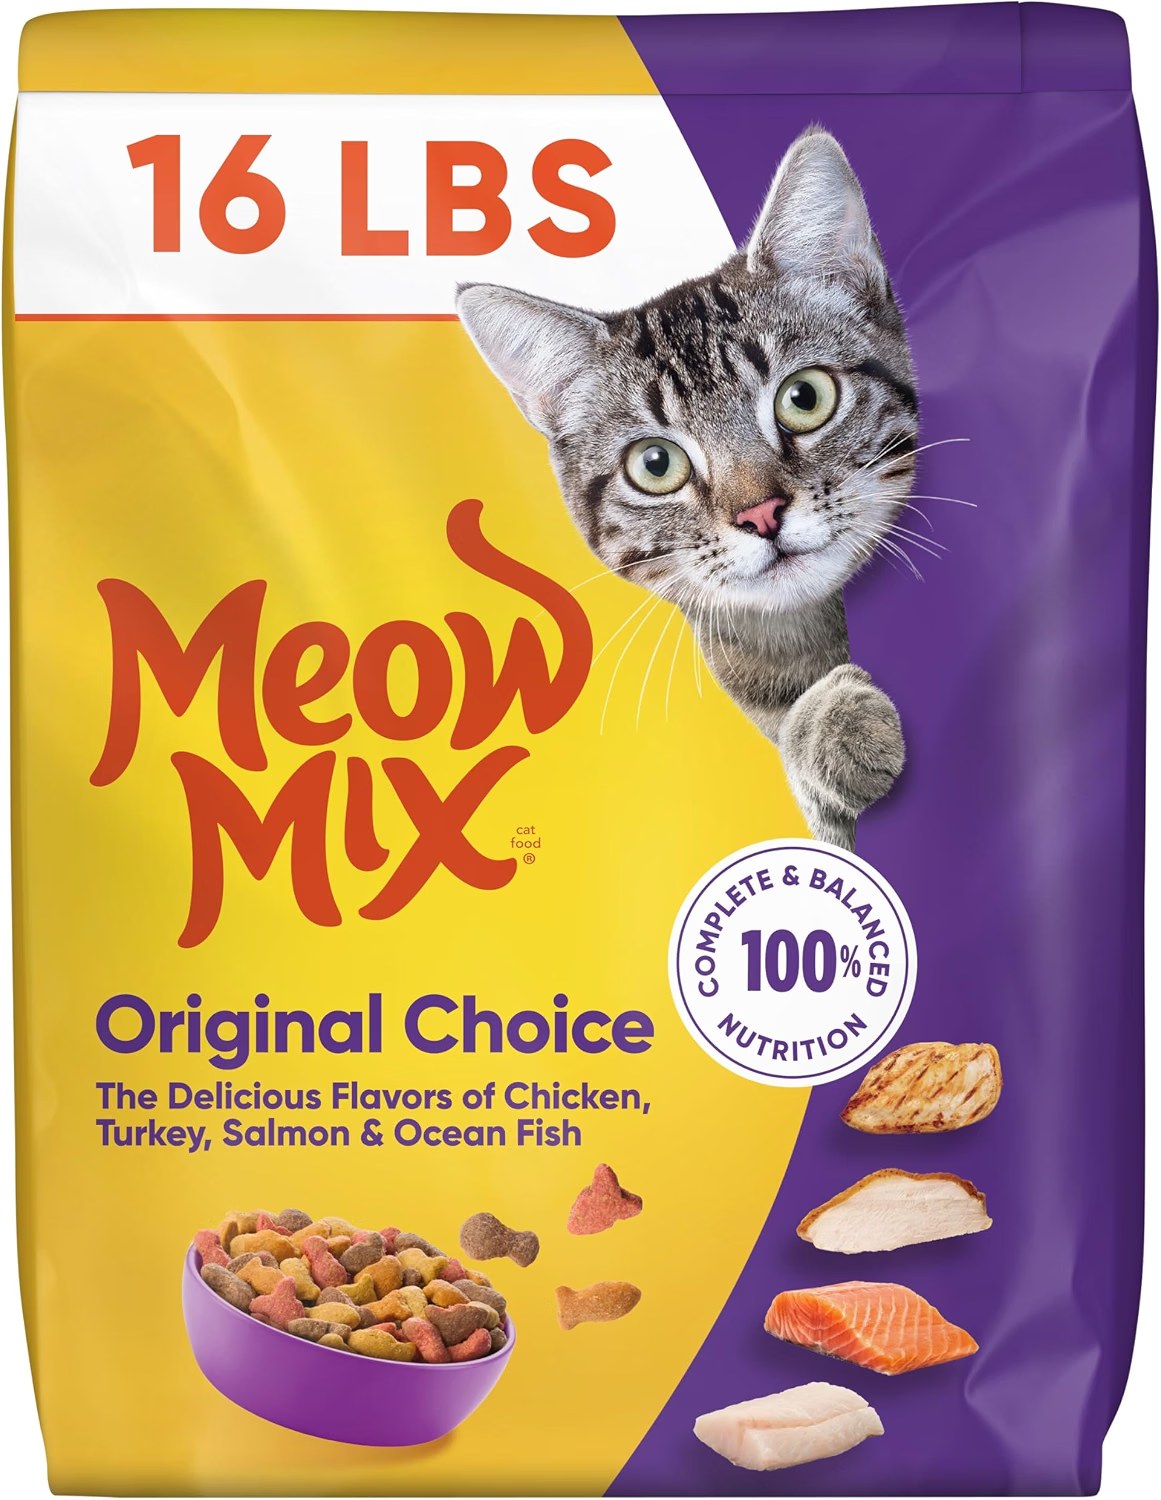 16 LBS
Meow
Mix
cat
food
®
COMPLETE & BALANCED
100%
NUTRITION
Original Choice
The Delicious Flavors of Chicken,
Turkey, Salmon & Ocean Fish